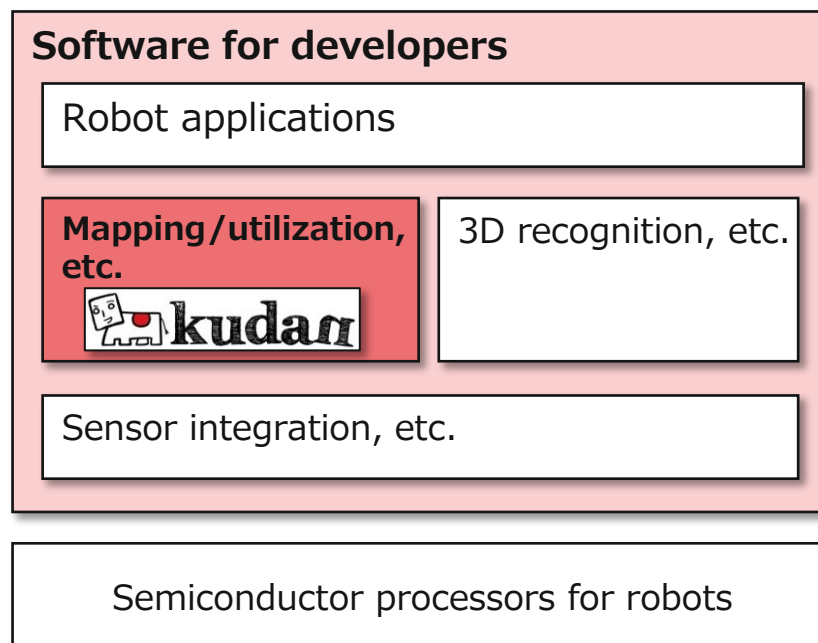 Software for developers
Robot applications
Mapping/utilization,
etc.
kudan
3D recognition, etc.
Sensor integration, etc.
Semiconductor processors for robots